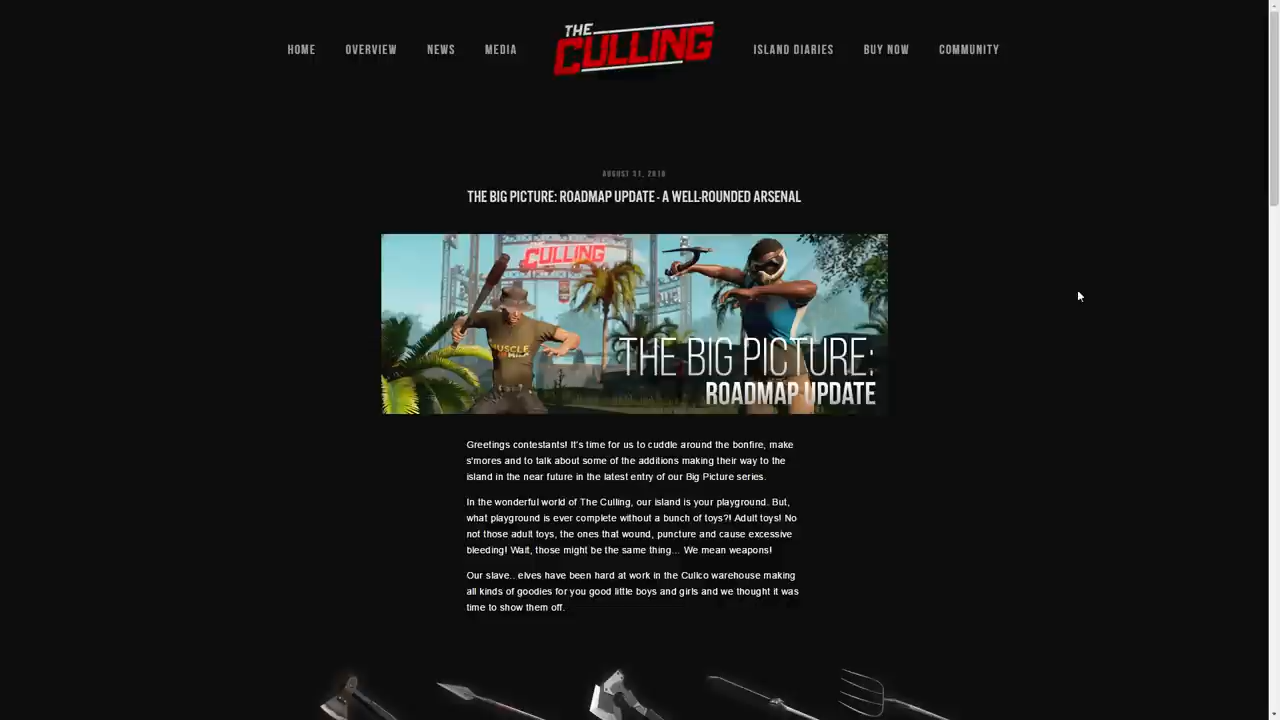 HOME OVERVIEW NEWS MEDIA THE CULLING ISLAND DIARIES BUY NOW COMMUNITY
AUGUST 31, 2016
THE BIG PICTURE: ROADMAP UPDATE - A WELL-ROUNDED ARSENAL
THE CULLING
MUSCLE
THE BIG PICTURE:
ROADMAP UPDATE
Greetings contestants! It's time for us to cuddle around the bonfire, make
s'mores and to talk about some of the additions making their way to the
island in the near future in the latest entry of our Big Picture series.
In the wonderful world of The Culling, our island is your playground. But,
what playground is ever complete without a bunch of toys?! Adult toys! No
not those adult toys, the ones that wound, puncture and cause excessive
bleeding! Wait, those might be the same thing... We mean weapons!
Our slave.. elves have been hard at work in the Cullco warehouse making
all kinds of goodies for you good little boys and girls and we thought it was
time to show them off.